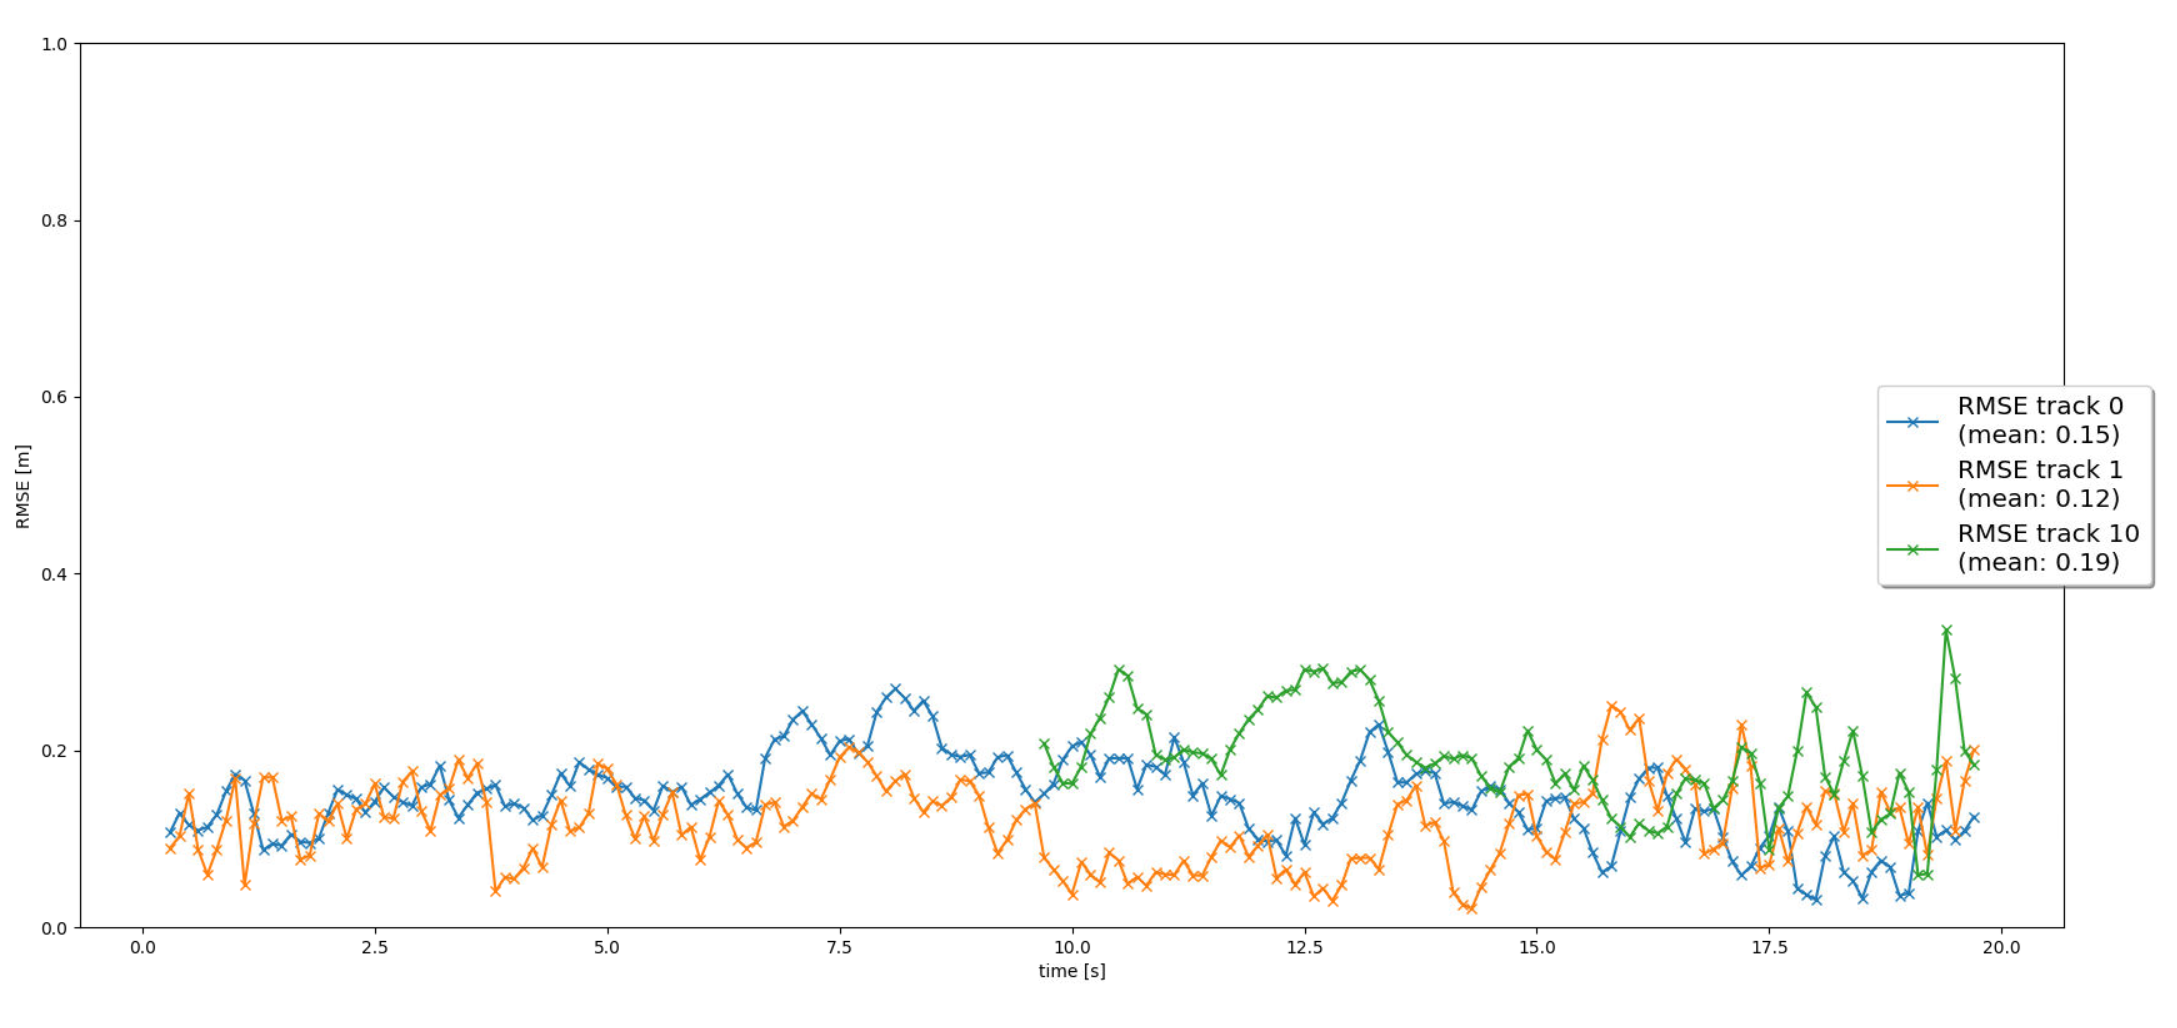 1.0
0.8
0.6
0.4
0.2
0.0
RMSE [m]
0.0 2.5 5.0 7.5 10.0 12.5 15.0 17.5 20.0
time [s]
RMSE track 0
(mean: 0.15)
RMSE track 1
(mean: 0.12)
RMSE track 10
(mean: 0.19)